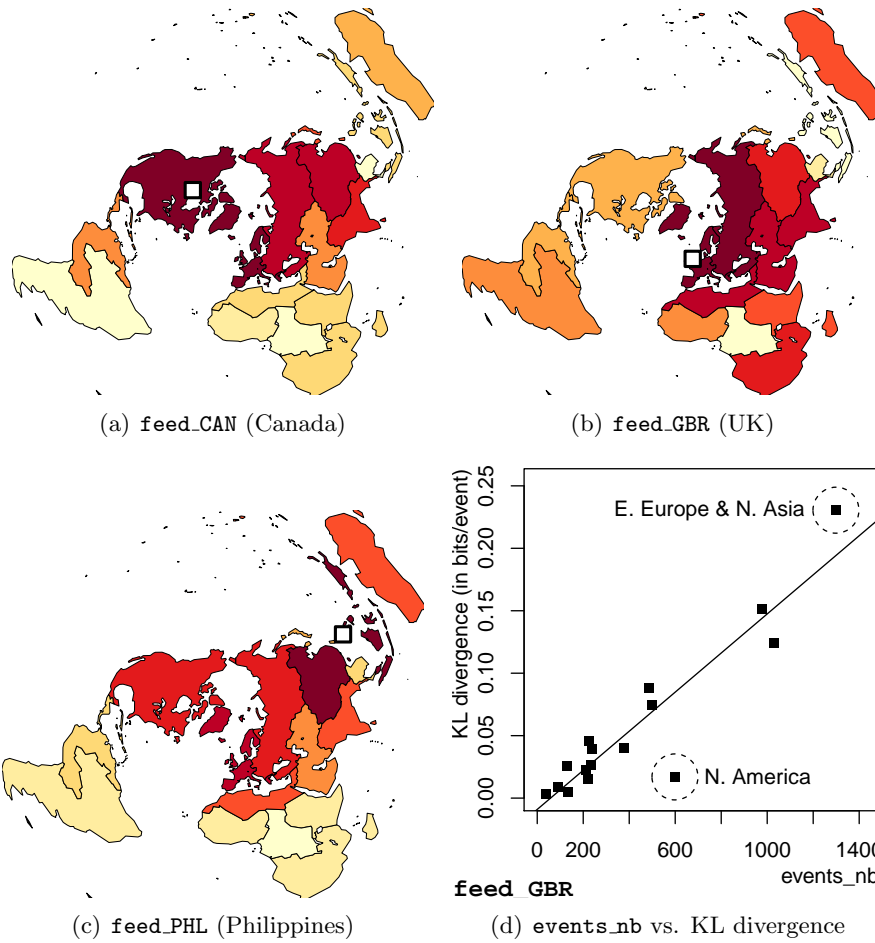 (a) feed_CAN (Canada)
(b) feed_GBR (UK)
(c) feed_PHL (Philippines)
KL divergence (in bits/event)
0.25
0.20
0.15
0.10
0.05
0.00
E. Europe & N. Asia
N. America
0 200 600 1000 1400
events_nb
feed_GBR
(d) events_nb vs. KL divergence